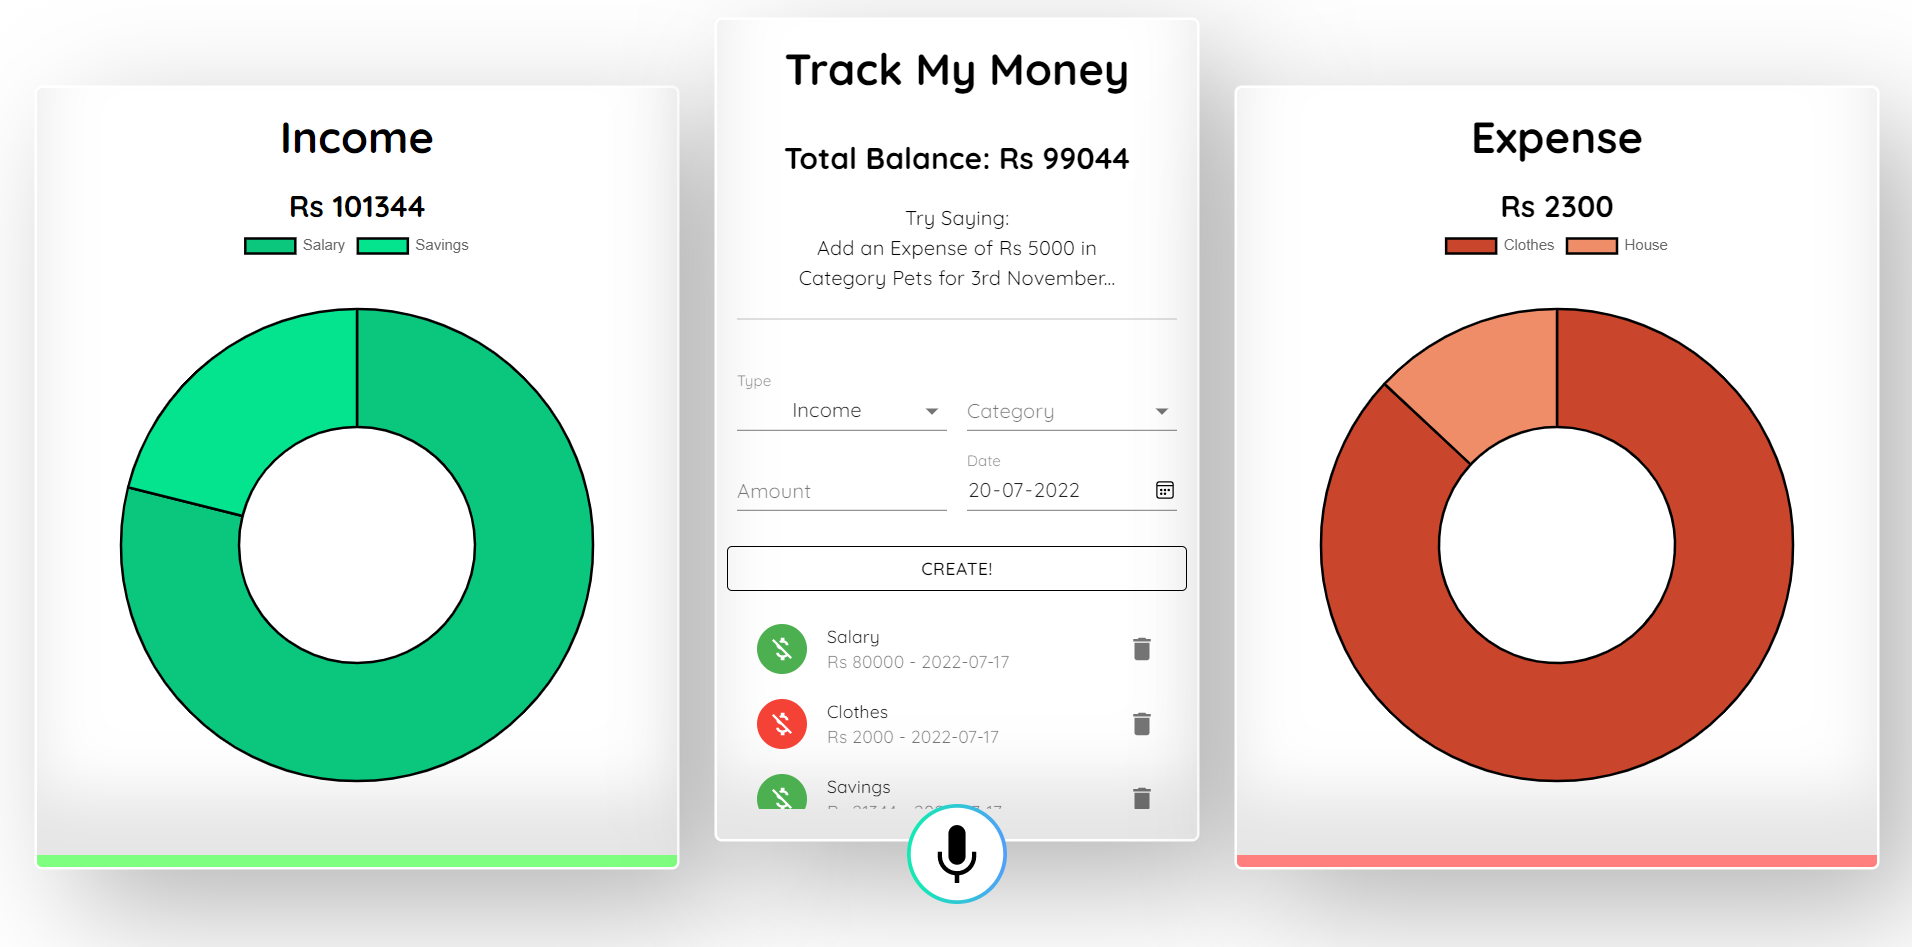 Income
Rs 101344
Salary Savings
Track My Money
Total Balance: Rs 99044
Try Saying:
Add an Expense of Rs 5000 in
Category Pets for 3rd November...
Type
Income
Category
Amount
Date
20-07-2022
CREATE!
Salary
Rs 80000 - 2022-07-17
Clothes
Rs 2000 - 2022-07-17
Savings
Expense
Rs 2300
Clothes House